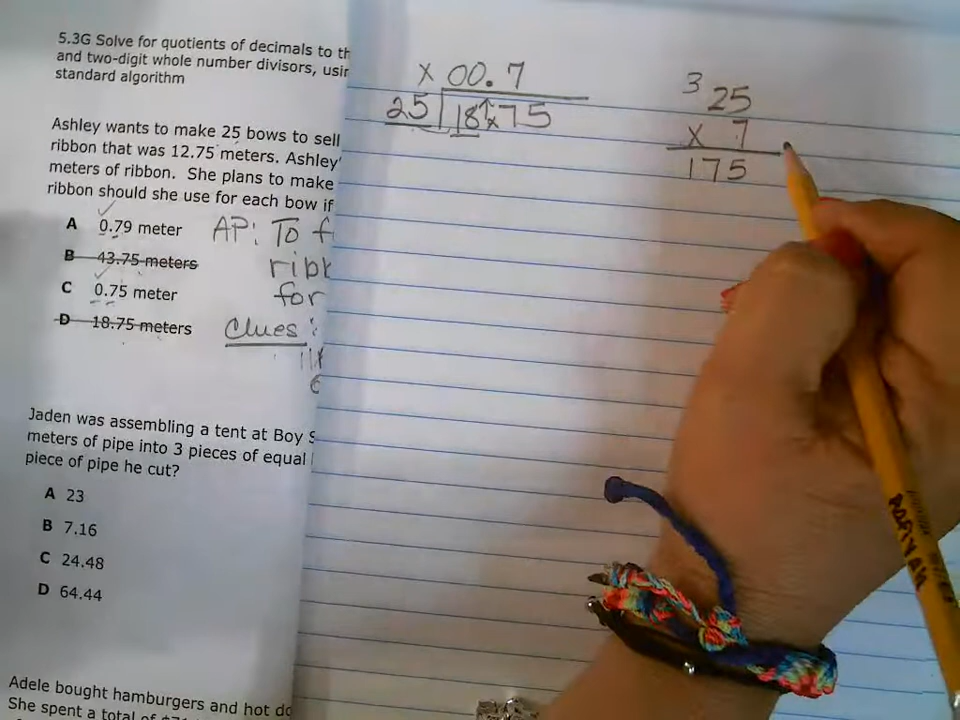 5.3G Solve for quotients of decimals to th
and two-digit whole number divisors, usin
standard algorithm
Ashley wants to make 25 bows to sell
ribbon that was 12.75 meters. Ashley'
meters of ribbon. She plans to make
ribbon should she use for each bow if
A 0.79 meter
B 43.75 meters
C 0.75 meter
D 18.75 meters
AP: To f
ribb
for
Clues:
Jaden was assembling a tent at Boy S
meters of pipe into 3 pieces of equal
piece of pipe he cut?
A 23
B 7.16
C 24.48
D 64.44
Adele bought hamburgers and hot do
She spent a total of
x 00.7
25 18.75
3
25
x 7
175